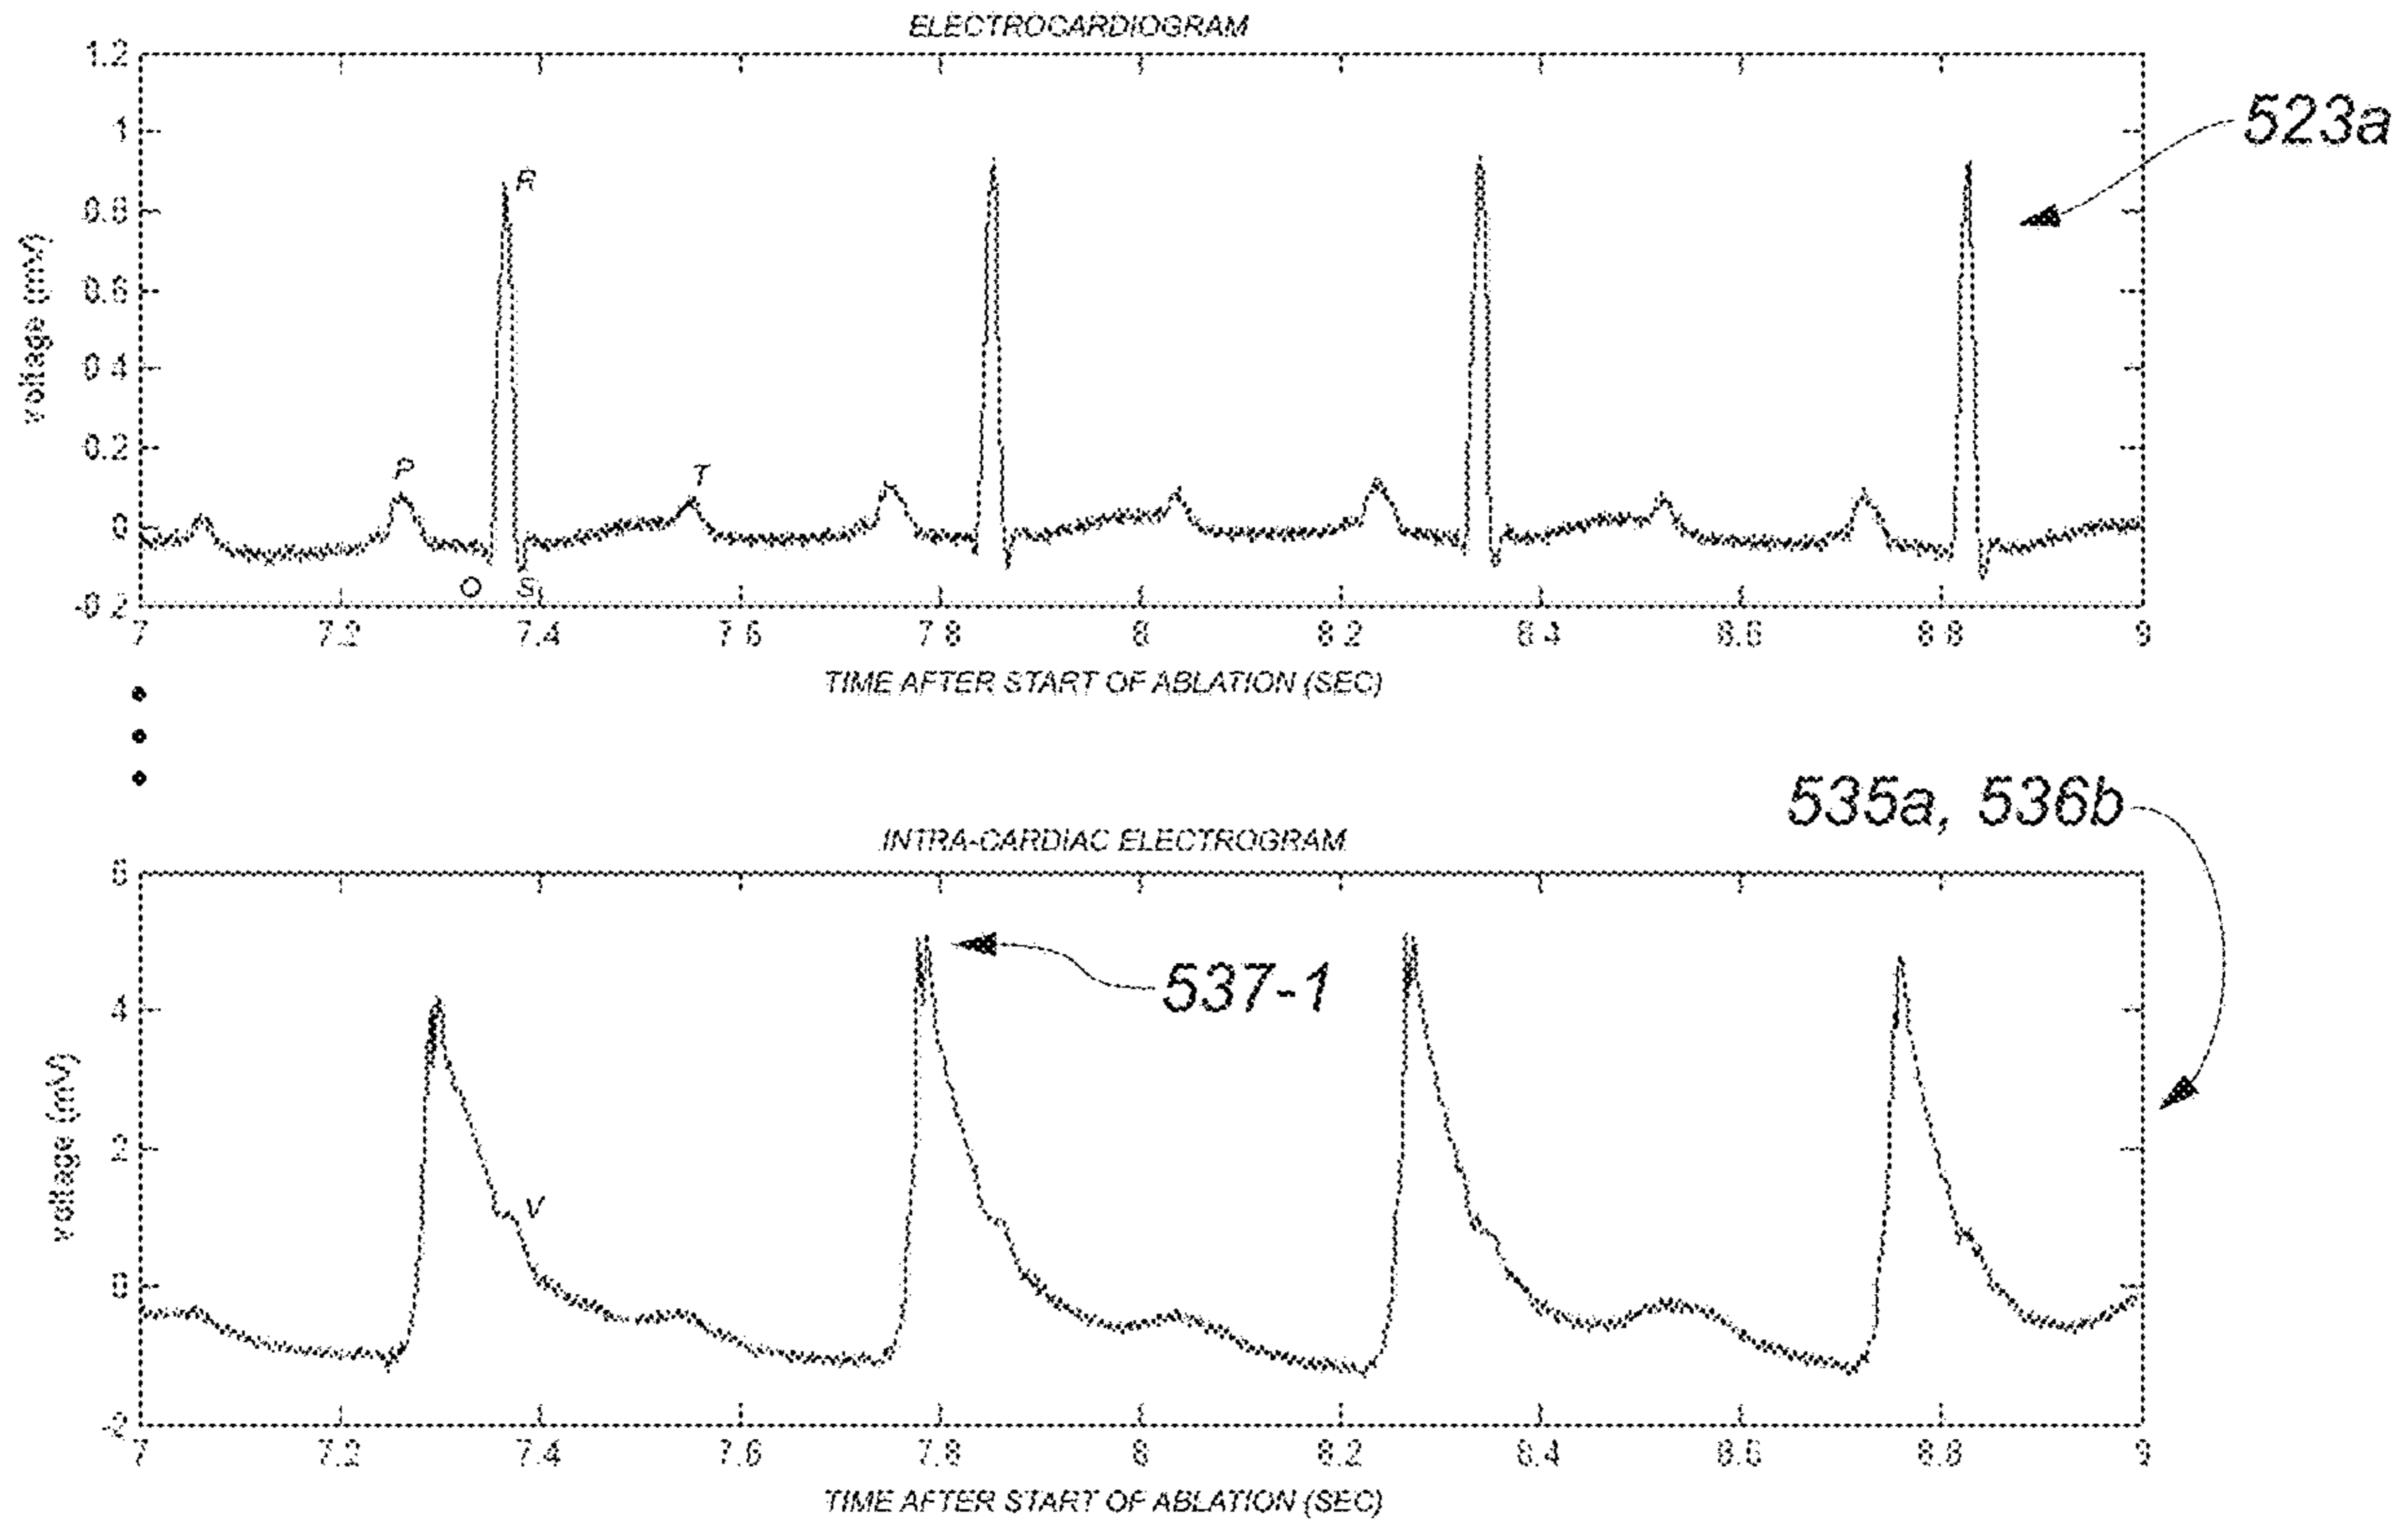 ELECTROCARDIOGRAM
1.2
1
0.8
0.6
0.4
0.2
0
-0.2
voltage (mV)
523a
R
P
T
Q
S
7 7.2 7.4 7.6 7.8 8 8.2 8.4 8.6 8.8 9
TIME AFTER START OF ABLATION (SEC)
535a, 536b
INTRA-CARDIAC ELECTROGRAM
6
4
2
0
-2
voltage (mV)
537-1
V
7 7.2 7.4 7.6 7.8 8 8.2 8.4 8.6 8.8 9
TIME AFTER START OF ABLATION (SEC)